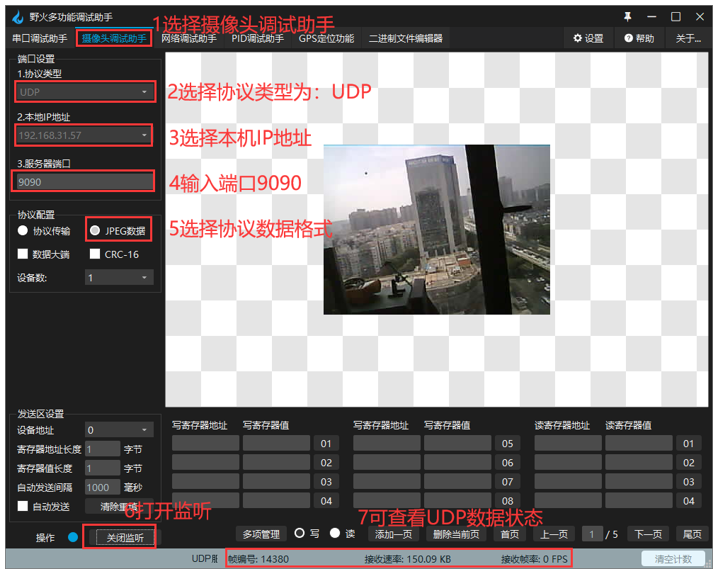 野火多功能调试助手
1选择摄像头调试助手
串口调试助手 摄像头调试助手 网络调试助手 PID调试助手 GPS定位功能 二进制文件编辑器 设置 帮助 关于...
端口设置
1.协议类型
UDP
2选择协议类型为：UDP
2.本地IP地址
192.168.31.57
3选择本机IP地址
3.服务器端口
9090
4输入端口9090
协议配置
协议传输 JPEG数据
5选择协议数据格式
数据大端 CRC-16
设备数: 1
发送区设置
设备地址 0
寄存器地址长度 1 字节
寄存器值长度 1 字节
自动发送间隔 1000 毫秒
自动发送 清除重填
6打开监听
操作 关闭监听
写寄存器地址 写寄存器值 写寄存器地址 写寄存器值 读寄存器地址 读寄存器值
01 05 01
02 06 02
03 07 03
04 08 04
7可查看UDP数据状态
多项管理 写 读 添加一页 删除当前页 首页 上一页 1 / 5 下一页 尾页
帧编号: 14380 接收速率: 150.09 KB 接收帧率: 0 FPS 清空计数